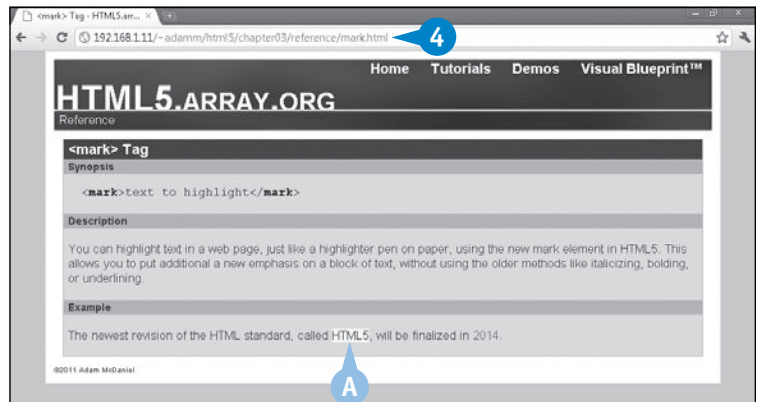 <mark> Tag - HTML5.arr...
192.168.1.11/~adamm/html5/chapter03/reference/mark.html
4
Home Tutorials Demos Visual Blueprint™
HTML5.ARRAY.ORG
Reference
<mark> Tag
Synopsis
<mark>text to highlight</mark>
Description
You can highlight text in a web page, just like a highlighter pen on paper, using the new mark element in HTML5. This
allows you to put additional a new emphasis on a block of text, without using the older methods like italicizing, bolding,
or underlining.
Example
The newest revision of the HTML standard, called HTML5, will be finalized in 2014.
©2011 Adam McDaniel
A